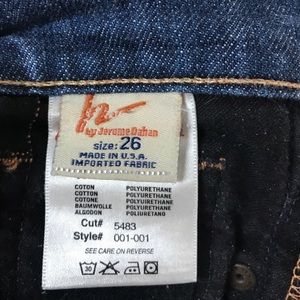 by Jerome Dahan
size: 26
MADE IN U.S.A.
IMPORTED FABRIC
COTON POLYURETHANE
COTTON POLYURETHANE
COTONE POLYURETHANE
BAUMWOLLE POLYURETHANE
ALGODON POLIURETANO
Cut# 5483
Style# 001-001
SEE CARE ON REVERSE
30